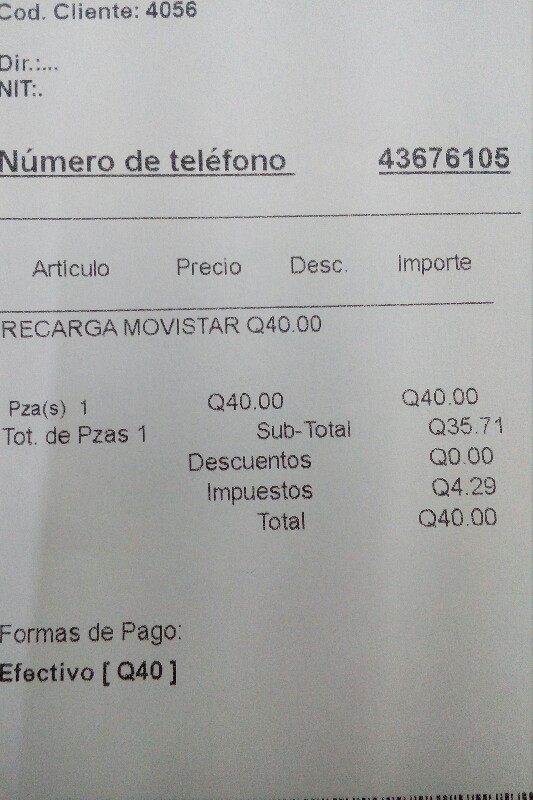 Cod. Cliente: 4056
Dir.:...
NIT:.
Número de teléfono 43676105
Artículo Precio Desc. Importe
RECARGA MOVISTAR Q40.00
Pza(s) 1 Q40.00 Q40.00
Tot. de Pzas 1 Sub-Total Q35.71
Descuentos Q0.00
Impuestos Q4.29
Total Q40.00
Formas de Pago:
Efectivo [ Q40 ]